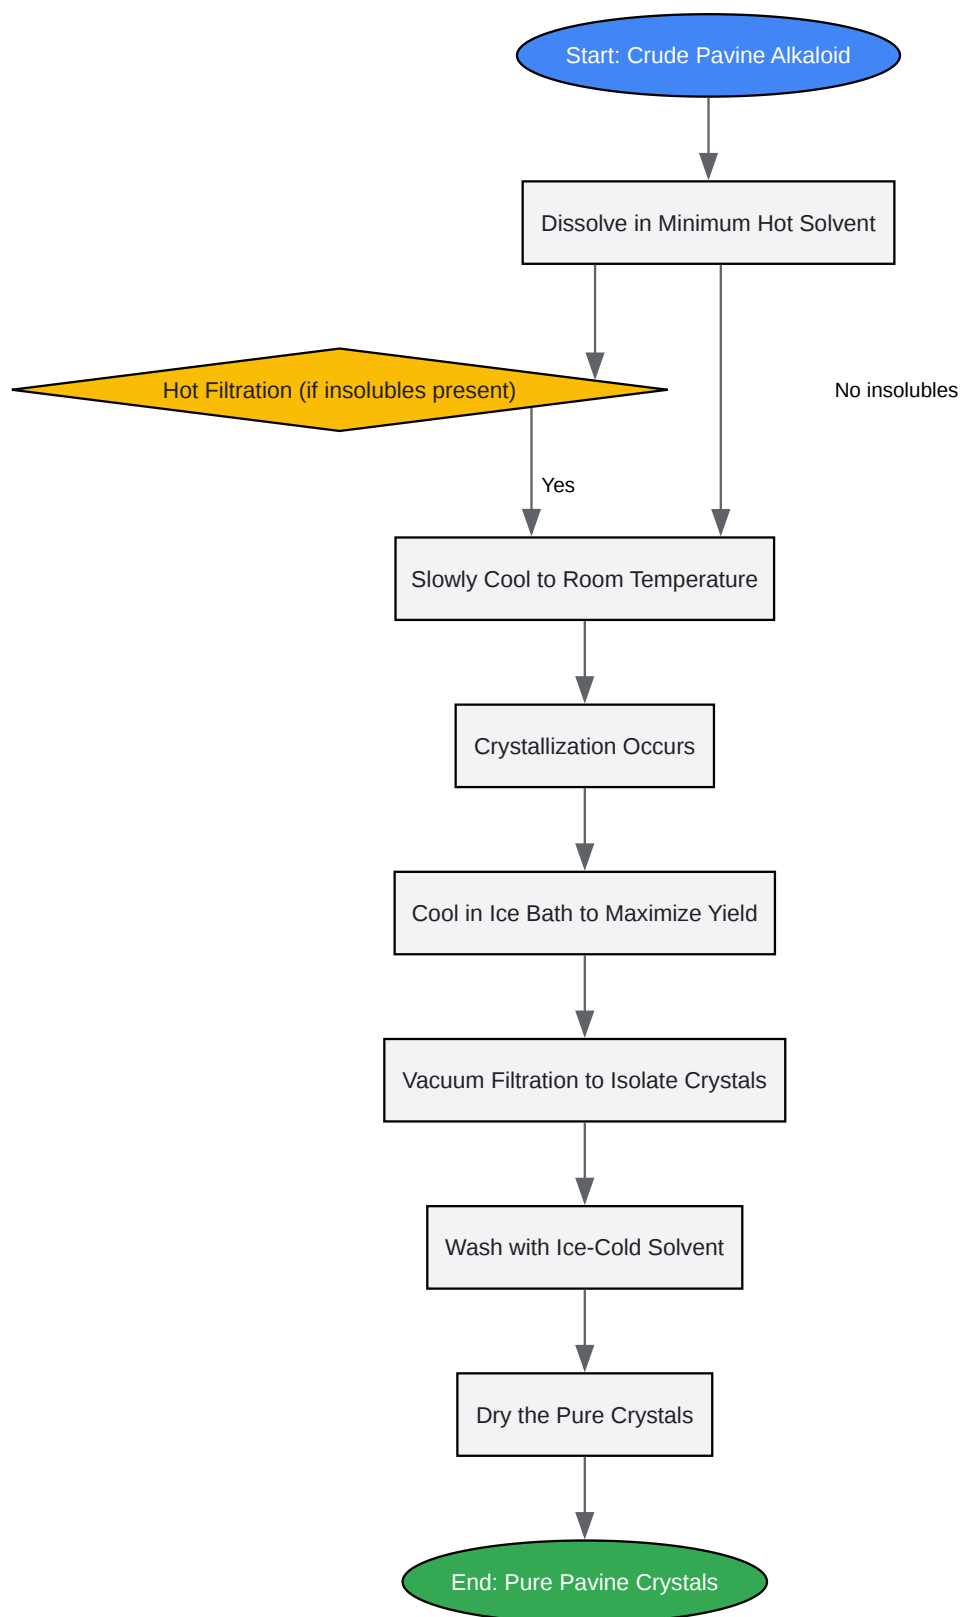 Start: Crude Pavine Alkaloid
Dissolve in Minimum Hot Solvent
Hot Filtration (if insolubles present)
No insolubles
Yes
Slowly Cool to Room Temperature
Crystallization Occurs
Cool in Ice Bath to Maximize Yield
Vacuum Filtration to Isolate Crystals
Wash with Ice-Cold Solvent
Dry the Pure Crystals
End: Pure Pavine Crystals